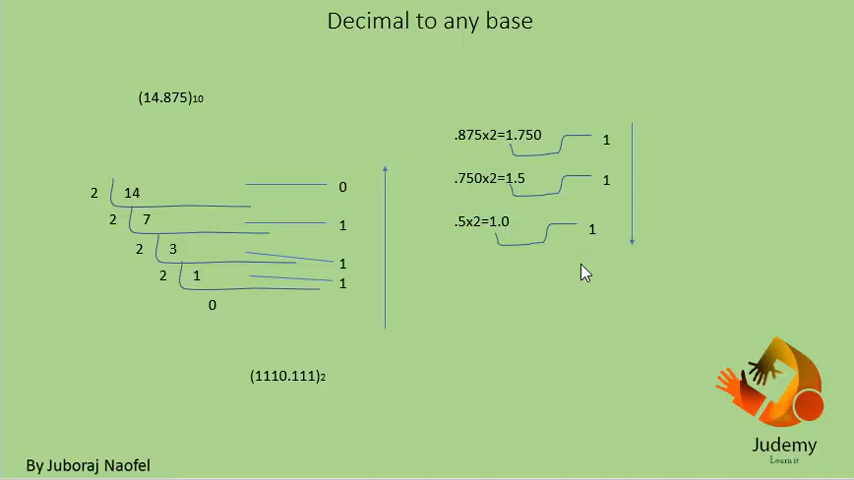 Decimal to any base
(14.875)10
2 14 0
2 7 1
2 3 1
2 1 1
0
.875x2=1.750 1
.750x2=1.5 1
.5x2=1.0 1
(1110.111)2
Judemy
Learn it
By Juboraj Naofel